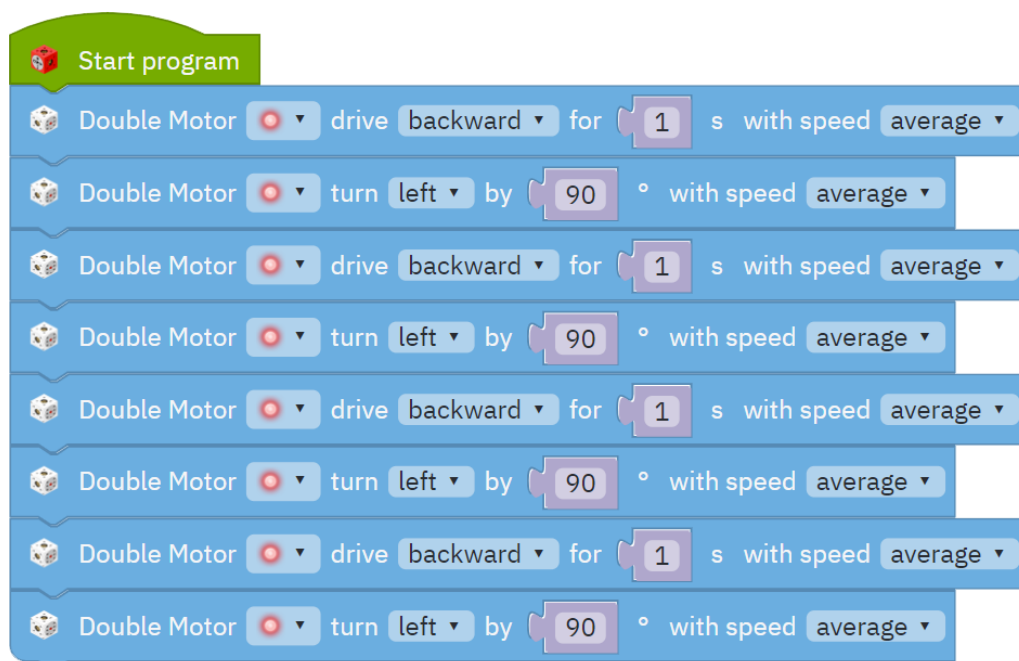 Start program
Double Motor drive backward for 1 s with speed average
Double Motor turn left by 90 ° with speed average
Double Motor drive backward for 1 s with speed average
Double Motor turn left by 90 ° with speed average
Double Motor drive backward for 1 s with speed average
Double Motor turn left by 90 ° with speed average
Double Motor drive backward for 1 s with speed average
Double Motor turn left by 90 ° with speed average